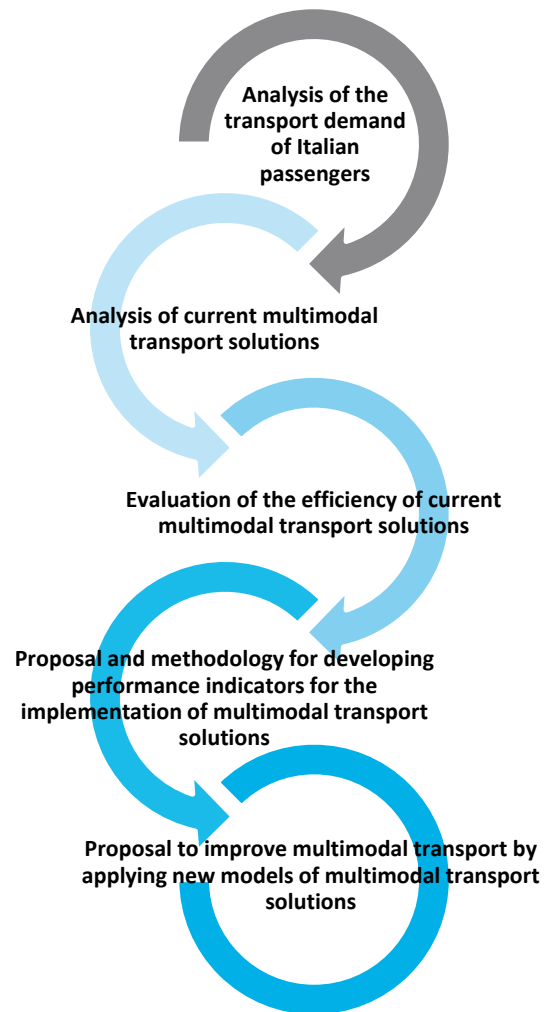 Analysis of the
transport demand
of Italian
passengers
Analysis of current multimodal
transport solutions
Evaluation of the efficiency of current
multimodal transport solutions
Proposal and methodology for developing
performance indicators for the
implementation of multimodal transport
solutions
Proposal to improve multimodal transport by
applying new models of multimodal transport
solutions